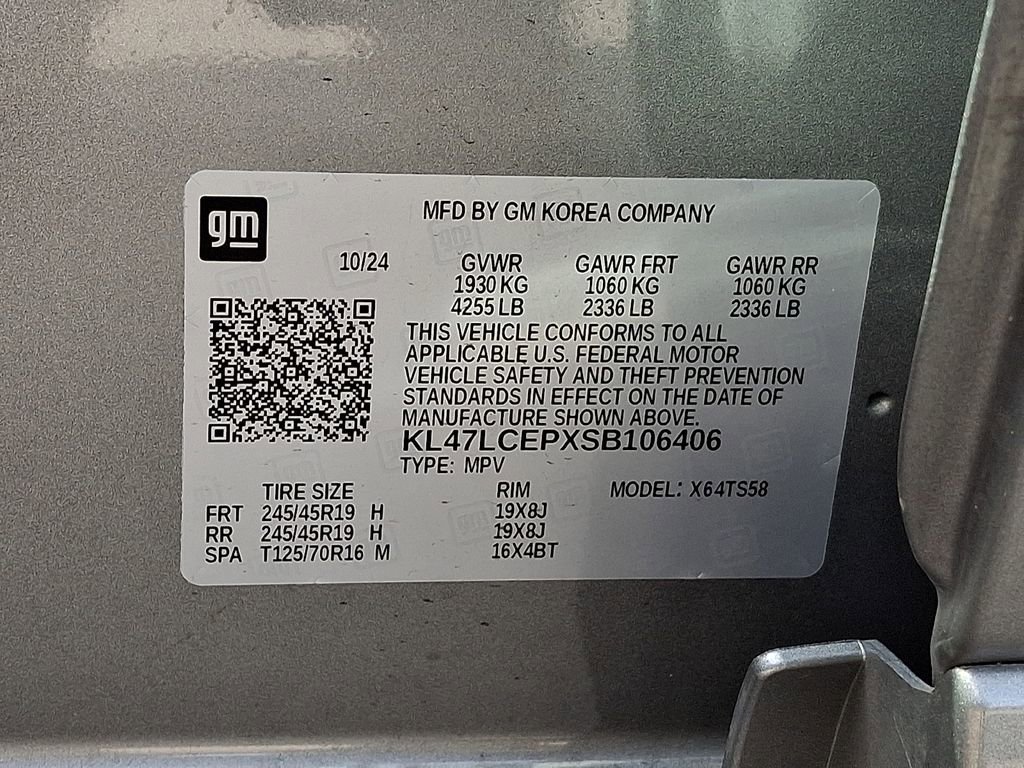 gm
MFD BY GM KOREA COMPANY
10/24 GVWR GAWR FRT GAWR RR
1930 KG 1060 KG 1060 KG
4255 LB 2336 LB 2336 LB
THIS VEHICLE CONFORMS TO ALL
APPLICABLE U.S. FEDERAL MOTOR
VEHICLE SAFETY AND THEFT PREVENTION
STANDARDS IN EFFECT ON THE DATE OF
MANUFACTURE SHOWN ABOVE.
KL47LCEPXSB106406
TYPE: MPV
TIRE SIZE RIM MODEL: X64TS58
FRT 245/45R19 H 19X8J
RR 245/45R19 H 19X8J
SPA T125/70R16 M 16X4BT